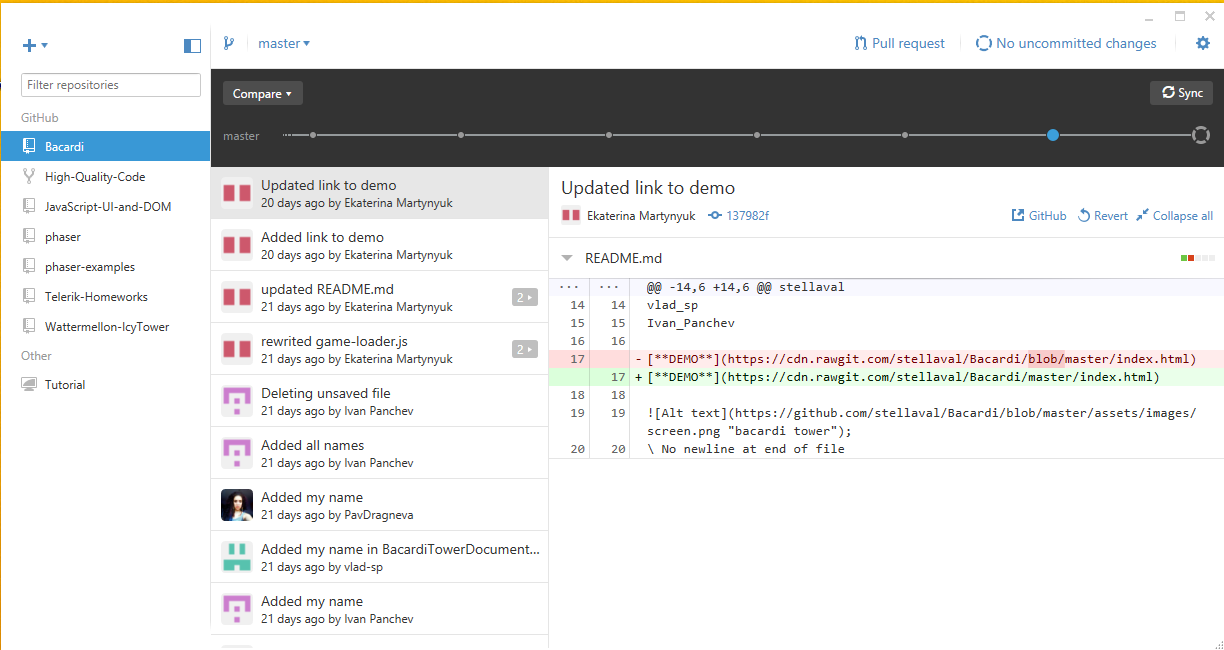 master
Pull request
No uncommitted changes
Filter repositories
GitHub
Bacardi
High-Quality-Code
JavaScript-UI-and-DOM
phaser
phaser-examples
Telerik-Homeworks
Wattermellon-IcyTower
Other
Tutorial
Compare
Sync
master
Updated link to demo
20 days ago by Ekaterina Martynyuk
Added link to demo
20 days ago by Ekaterina Martynyuk
updated README.md
21 days ago by Ekaterina Martynyuk
2
rewrited game-loader.js
21 days ago by Ekaterina Martynyuk
2
Deleting unsaved file
21 days ago by Ivan Panchev
Added all names
21 days ago by Ivan Panchev
Added my name
21 days ago by PavDragneva
Added my name in BacardiTowerDocument...
21 days ago by vlad-sp
Added my name
21 days ago by Ivan Panchev
Updated link to demo
Ekaterina Martynyuk 137982f
GitHub Revert Collapse all
README.md
... ... @@ -14,6 +14,6 @@ stellaval
14 14 vlad_sp
15 15 Ivan_Panchev
16 16
17 - [**DEMO**](https://cdn.rawgit.com/stellaval/Bacardi/blob/master/index.html)
17 + [**DEMO**](https://cdn.rawgit.com/stellaval/Bacardi/master/index.html)
18 18
19 19 ![Alt text](https://github.com/stellaval/Bacardi/blob/master/assets/images/
screen.png "bacardi tower");
20 20 \ No newline at end of file